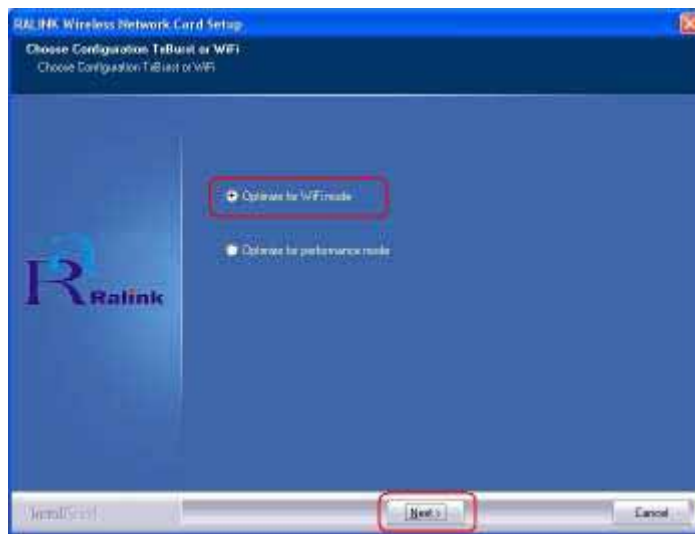 RALINK Wireless Network Card Setup
Choose Configuration TxBurst or WiFi
Choose Configuration TxBurst or WiFi
Optimize for WiFi mode
Optimize for performance mode
Ralink
InstallShield
Next >
Cancel